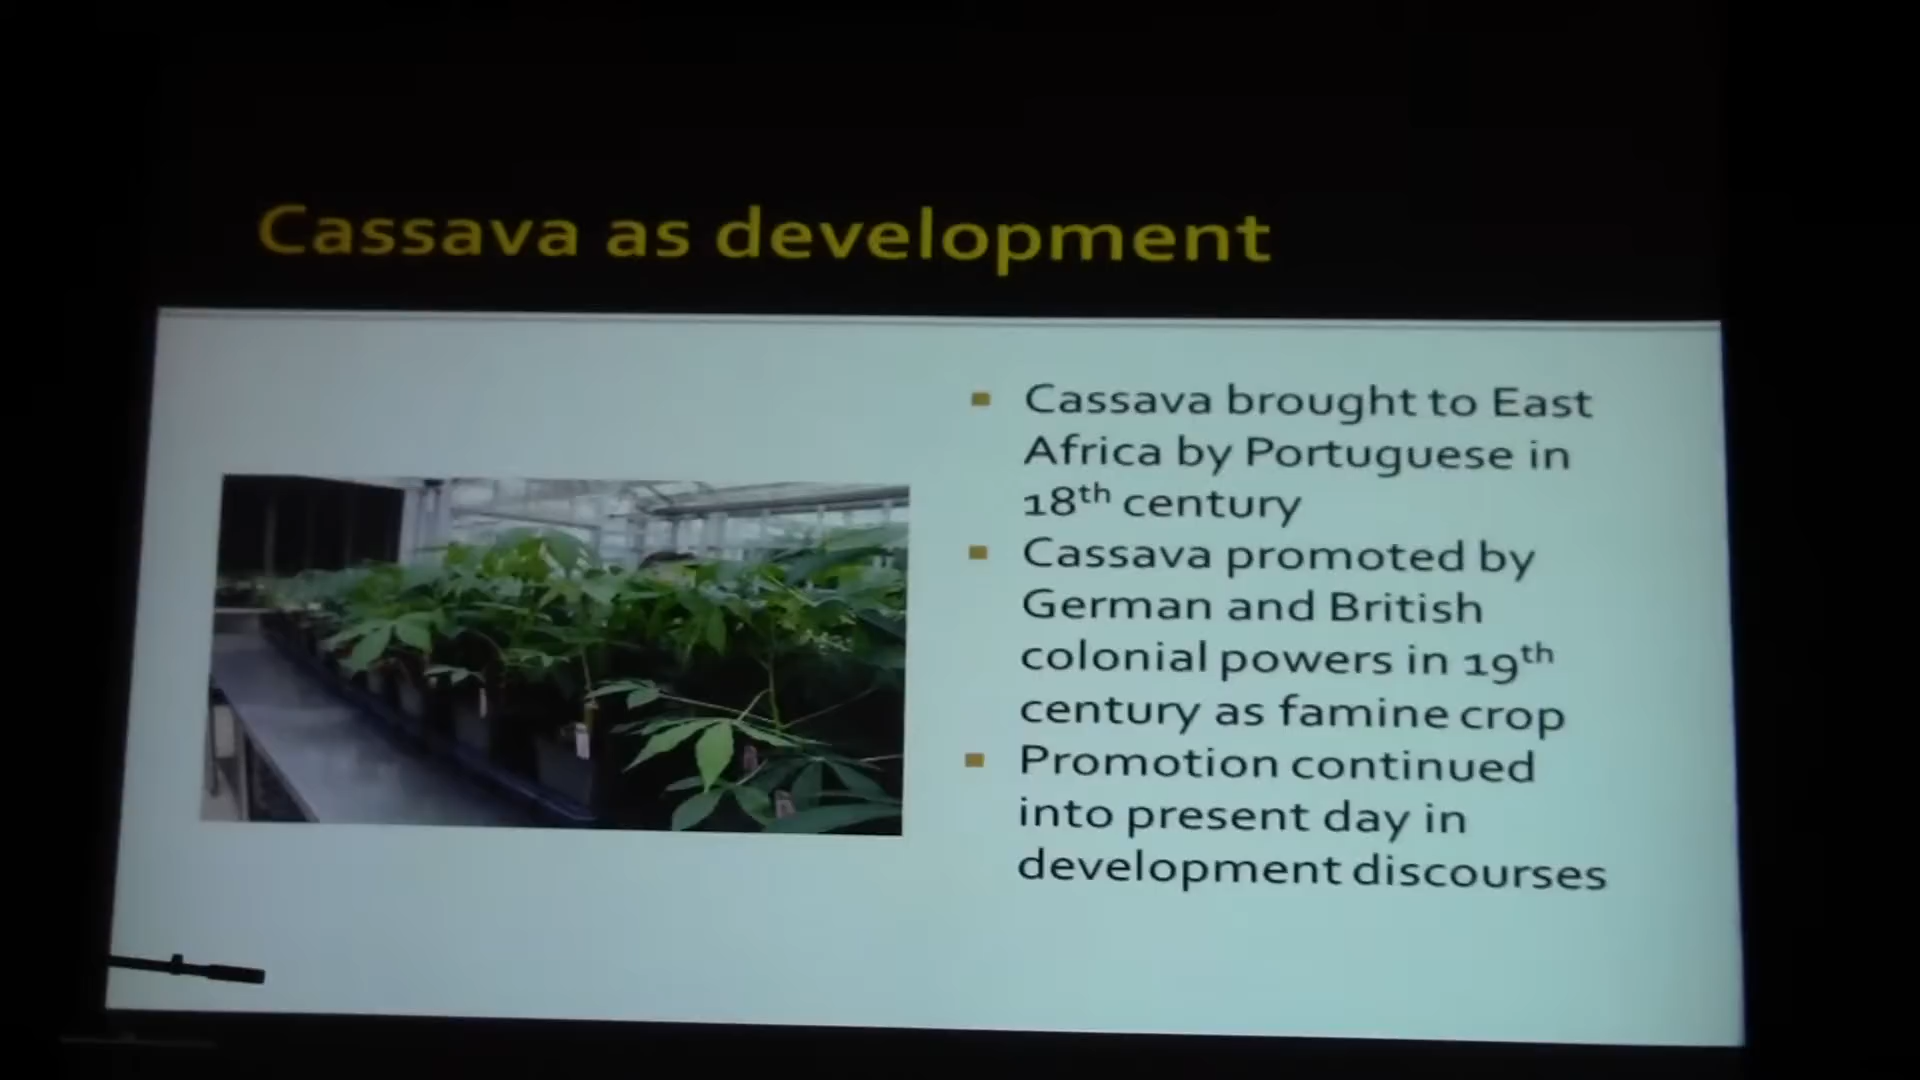 Cassava as development
▪ Cassava brought to East
Africa by Portuguese in
18th century
▪ Cassava promoted by
German and British
colonial powers in 19th
century as famine crop
▪ Promotion continued
into present day in
development discourses